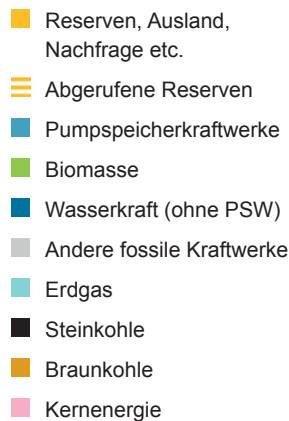 Reserven, Ausland,
Nachfrage etc.
Abgerufene Reserven
Pumpspeicherkraftwerke
Biomasse
Wasserkraft (ohne PSW)
Andere fossile Kraftwerke
Erdgas
Steinkohle
Braunkohle
Kernenergie